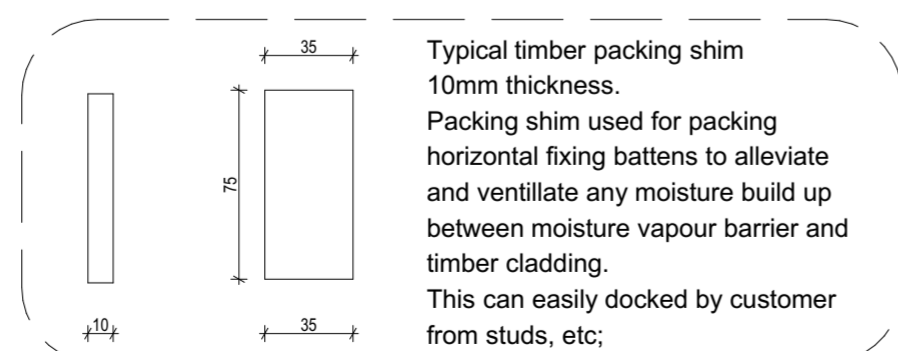 35
Typical timber packing shim
10mm thickness.
Packing shim used for packing
horizontal fixing battens to alleviate
75
and ventillate any moisture build up
between moisture vapour barrier and
timber cladding.
This can easily docked by customer
10
35
from studs, etc;